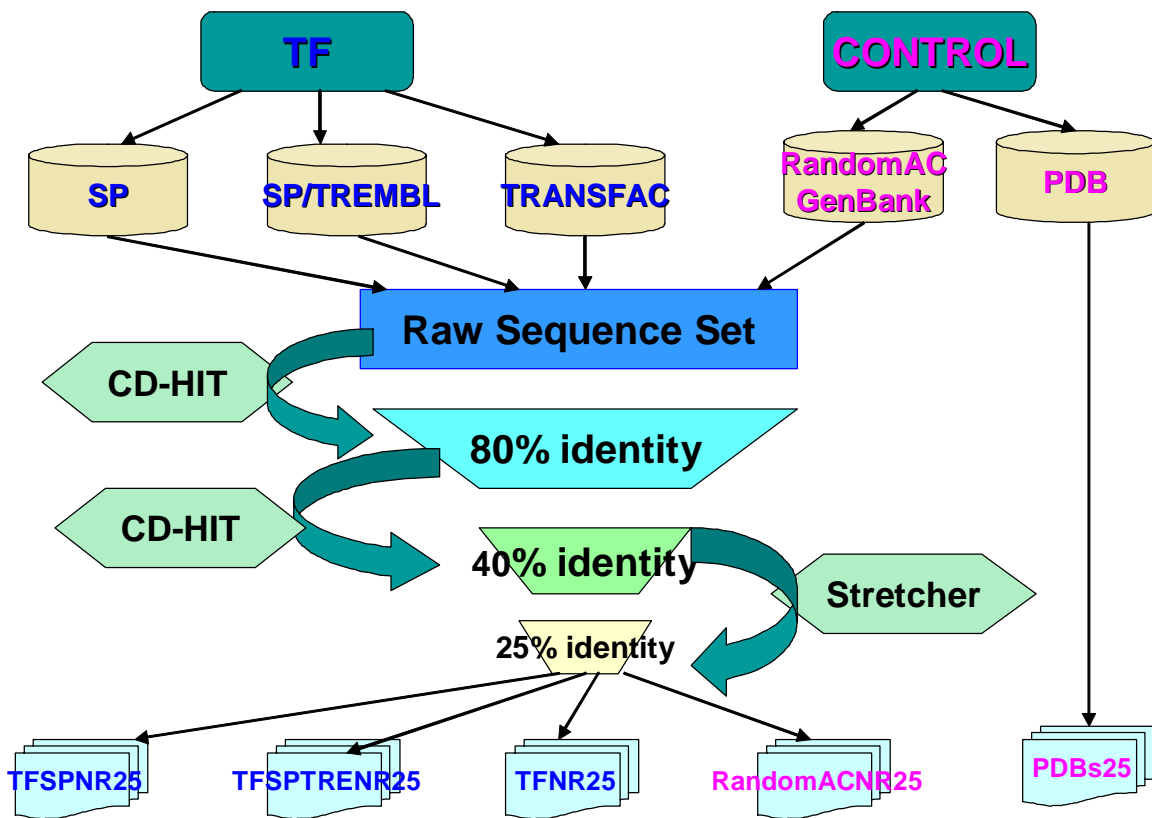 TF
CONTROL
SP
SP/TREMBL
TRANSFAC
RandomAC
GenBank
PDB
Raw Sequence Set
CD-HIT
80% identity
CD-HIT
40% identity
Stretcher
25% identity
TFSPNR25
TFSPTRENR25
TFNR25
RandomACNR25
PDBs25